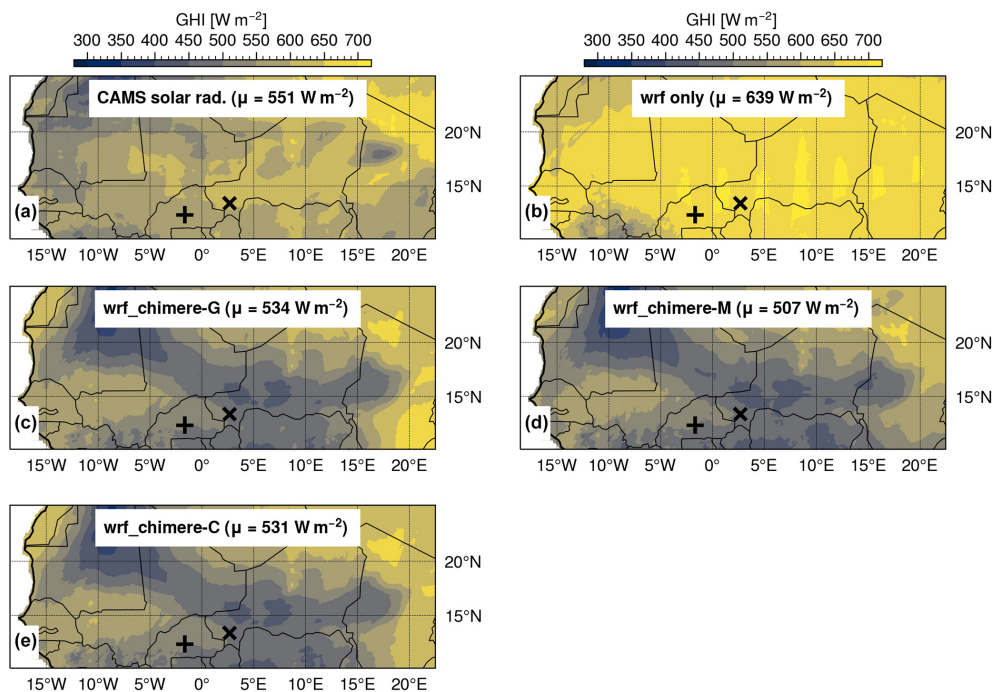 GHI [W m⁻²]
300 350 400 450 500 550 600 650 700
CAMS solar rad. (μ = 551 W m⁻²)
(a)
15°W 10°W 5°W 0° 5°E 10°E 15°E 20°E
GHI [W m⁻²]
300 350 400 450 500 550 600 650 700
wrf only (μ = 639 W m⁻²)
20°N
15°N
(b)
20°N
15°N
15°W 10°W 5°W 0° 5°E 10°E 15°E 20°E
wrf_chimere-G (μ = 534 W m⁻²)
20°N
15°N
(c)
15°W 10°W 5°W 0° 5°E 10°E 15°E 20°E
wrf_chimere-M (μ = 507 W m⁻²)
20°N
15°N
(d)
15°W 10°W 5°W 0° 5°E 10°E 15°E 20°E
wrf_chimere-C (μ = 531 W m⁻²)
20°N
15°N
(e)
15°W 10°W 5°W 0° 5°E 10°E 15°E 20°E